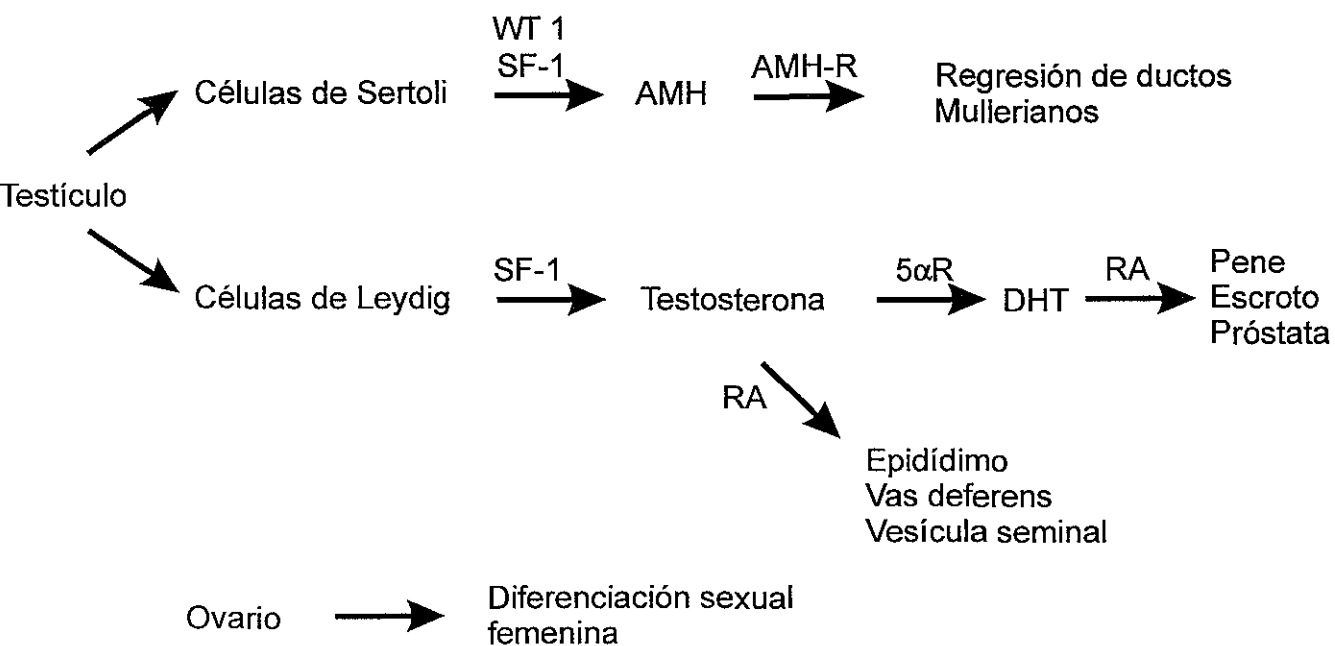 WT 1
SF-1
Células de Sertoli
AMH
AMH-R
Regresión de ductos
Mullerianos
Testículo
Células de Leydig
SF-1
Testosterona
5αR
DHT
RA
Pene
Escroto
Próstata
RA
Epidídimo
Vas deferens
Vesícula seminal
Ovario
Diferenciación sexual
femenina